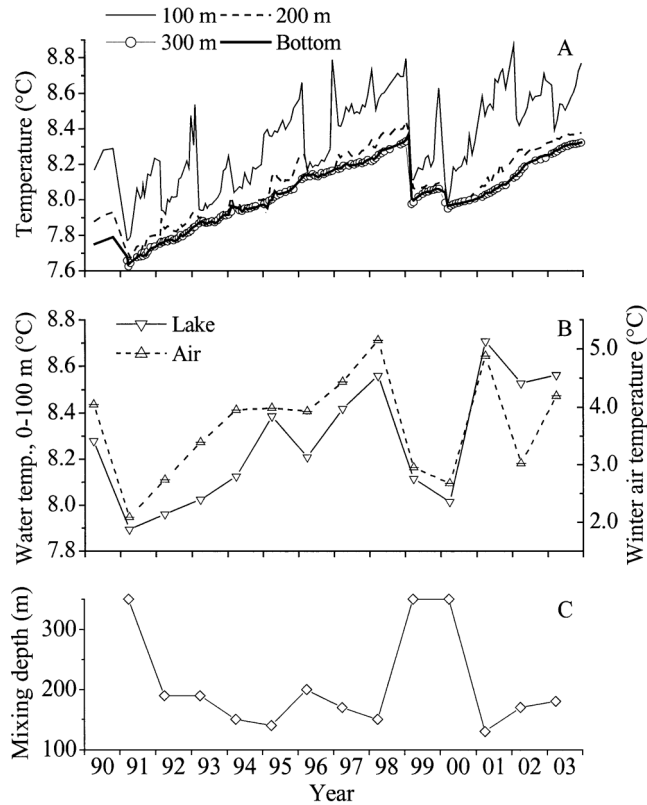 100 m 200 m
300 m Bottom
A
Temperature (°C)
8.8
8.6
8.4
8.2
8.0
7.8
7.6
Lake
Air
B
Water temp., 0-100 m (°C)
8.8
8.6
8.4
8.2
8.0
7.8
5.0
4.0
3.0
2.0
Winter air temperature (°C)
C
Mixing depth (m)
300
200
100
90 91 92 93 94 95 96 97 98 99 00 01 02 03
Year